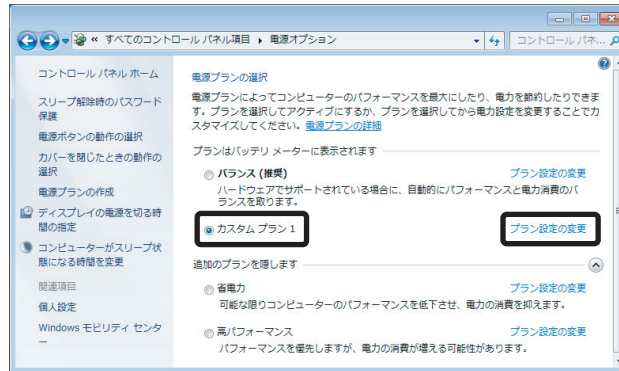 « すべてのコントロール パネル項目 ▸ 電源オプション
コントロール パネ...
コントロール パネル ホーム
スリープ解除時のパスワード
保護
電源ボタンの動作の選択
カバーを閉じたときの動作の
選択
電源プランの作成
ディスプレイの電源を切る時
間の指定
コンピューターがスリープ状
態になる時間を変更
関連項目
個人設定
Windows モビリティ センタ
ー
電源プランの選択
電源プランによってコンピューターのパフォーマンスを最大にしたり、電力を節約したりできま
す。プランを選択してアクティブにするか、プランを選択してから電力設定を変更することでカ
スタマイズしてください。電源プランの詳細
プランはバッテリ メーターに表示されます
バランス (推奨) プラン設定の変更
ハードウェアでサポートされている場合に、自動的にパフォーマンスと電力消費のバ
ランスを取ります。
カスタム プラン 1 プラン設定の変更
追加のプランを隠します
省電力 プラン設定の変更
可能な限りコンピューターのパフォーマンスを低下させ、電力の消費を抑えます。
高パフォーマンス プラン設定の変更
パフォーマンスを優先しますが、電力の消費が増える可能性があります。